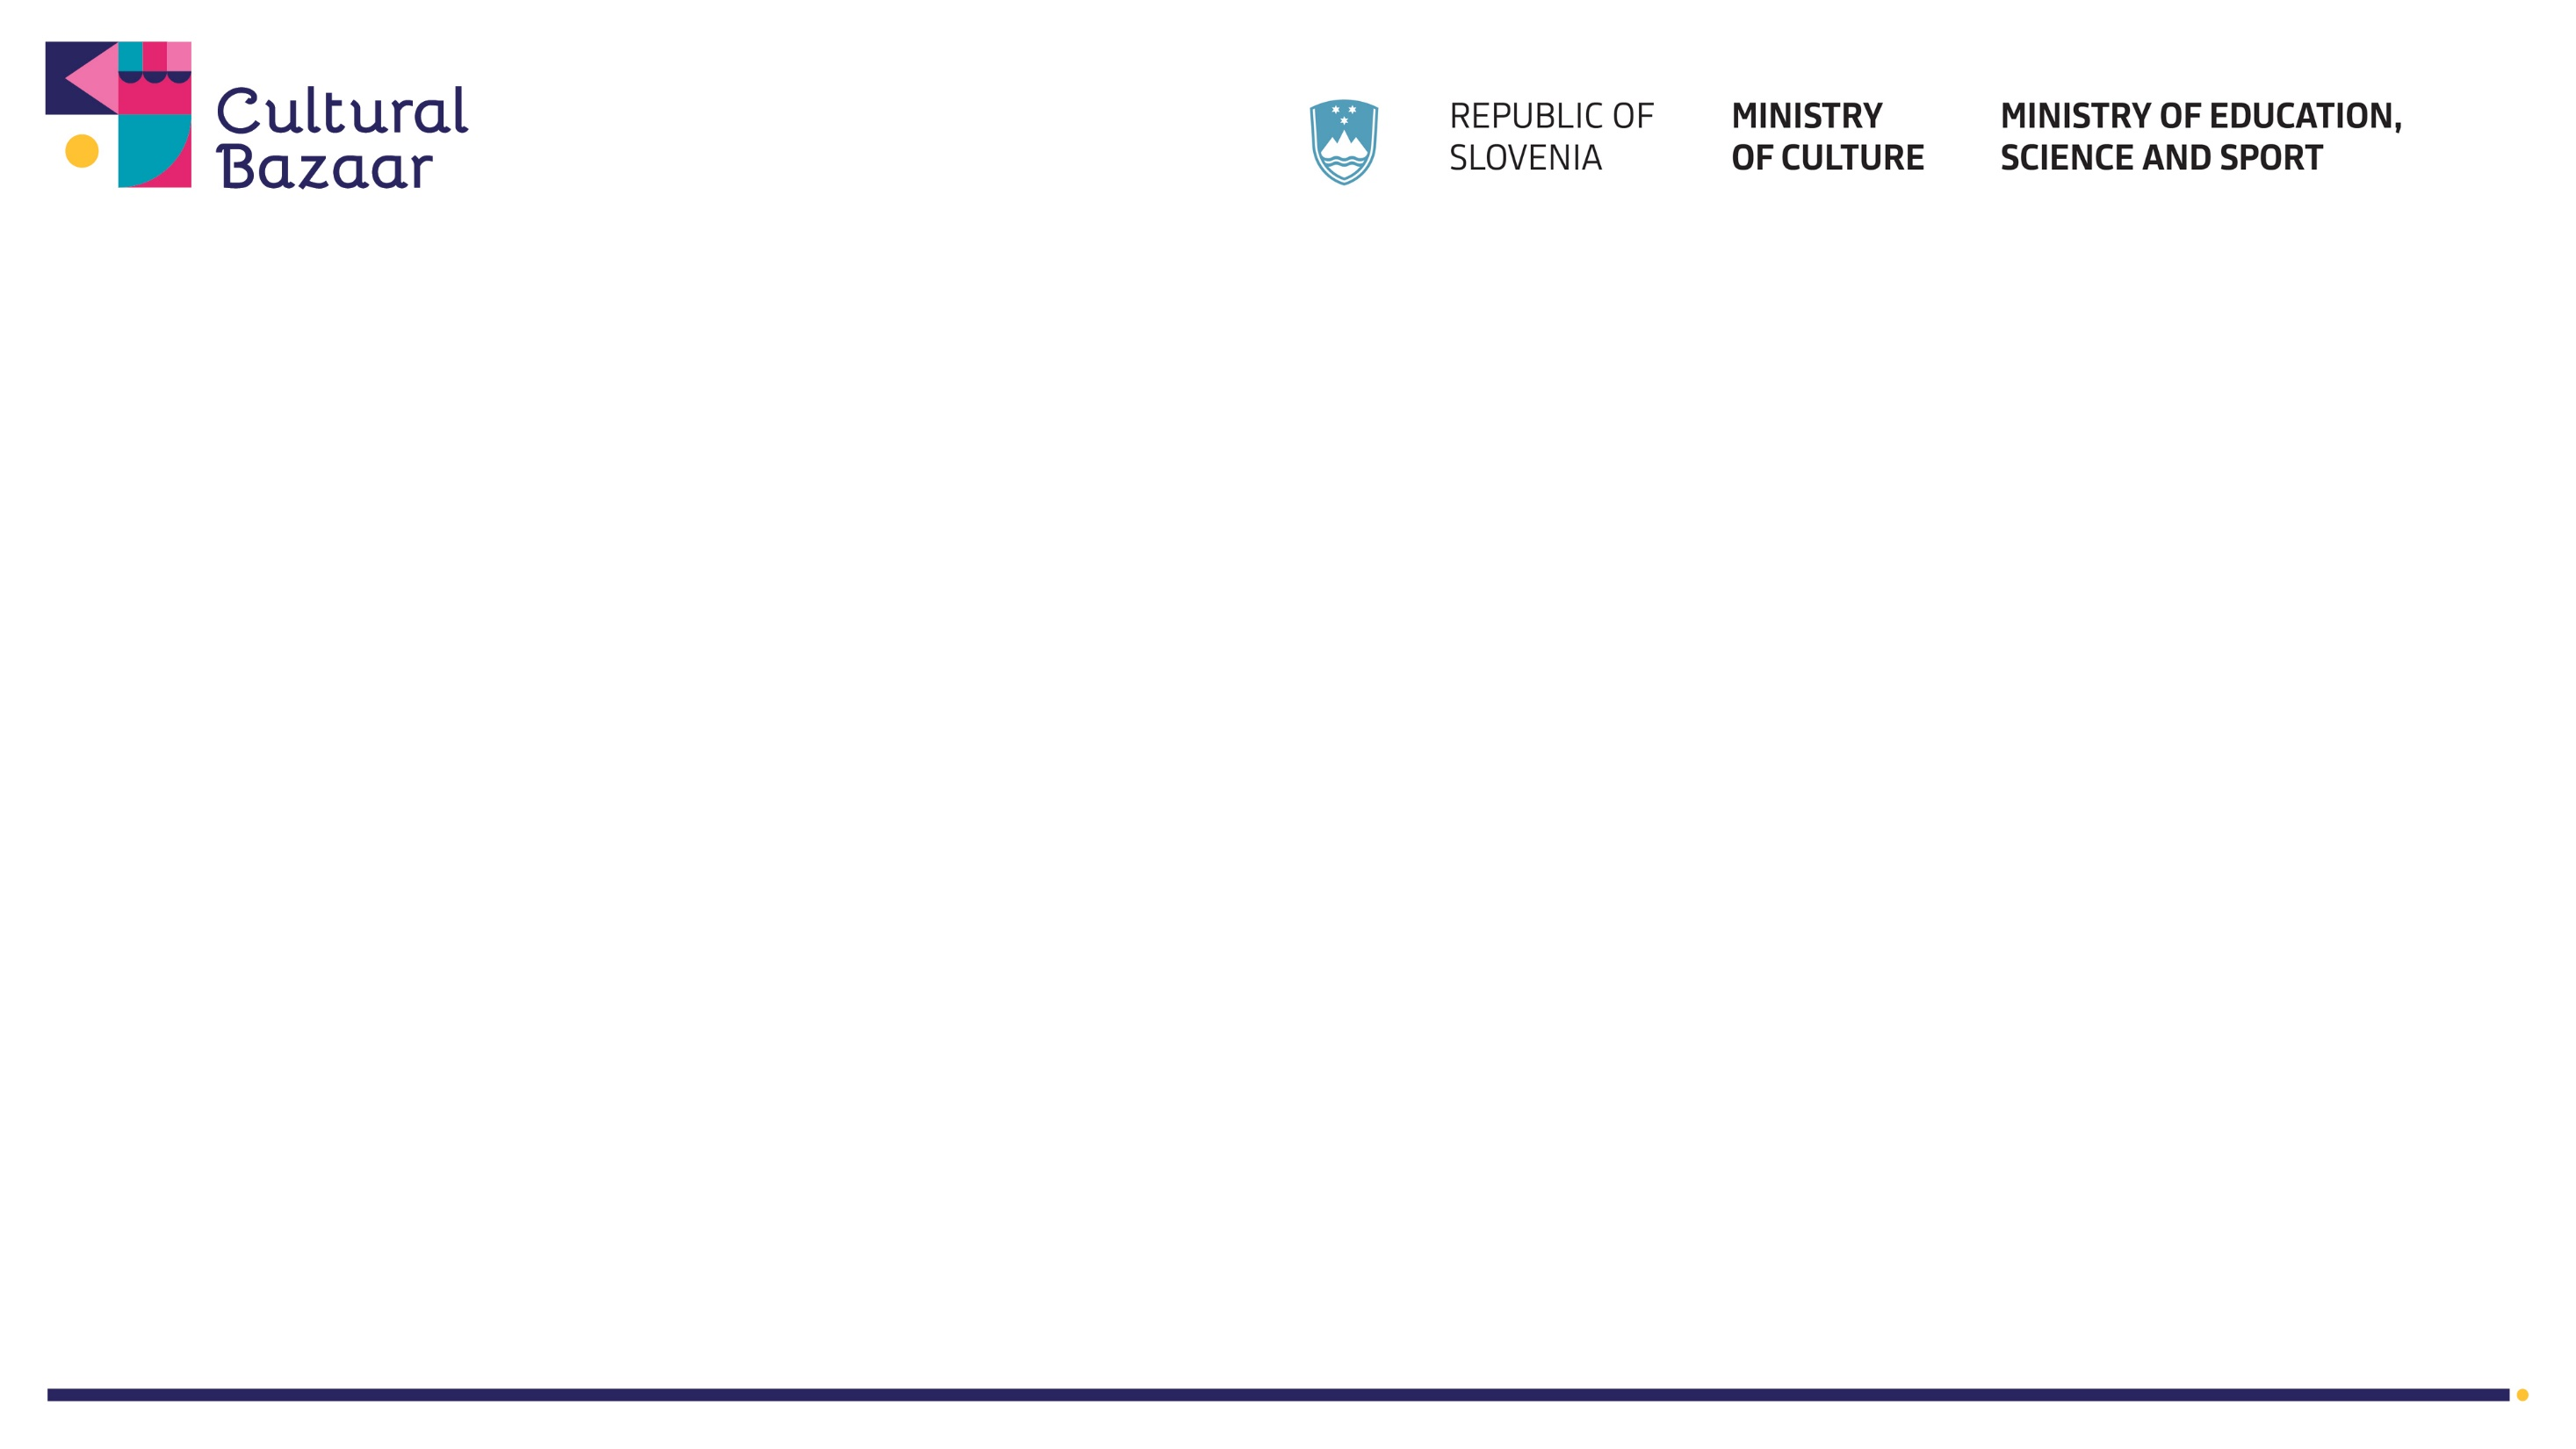 Cultural
Bazaar
REPUBLIC OF
SLOVENIA
MINISTRY
OF CULTURE
MINISTRY OF EDUCATION,
SCIENCE AND SPORT